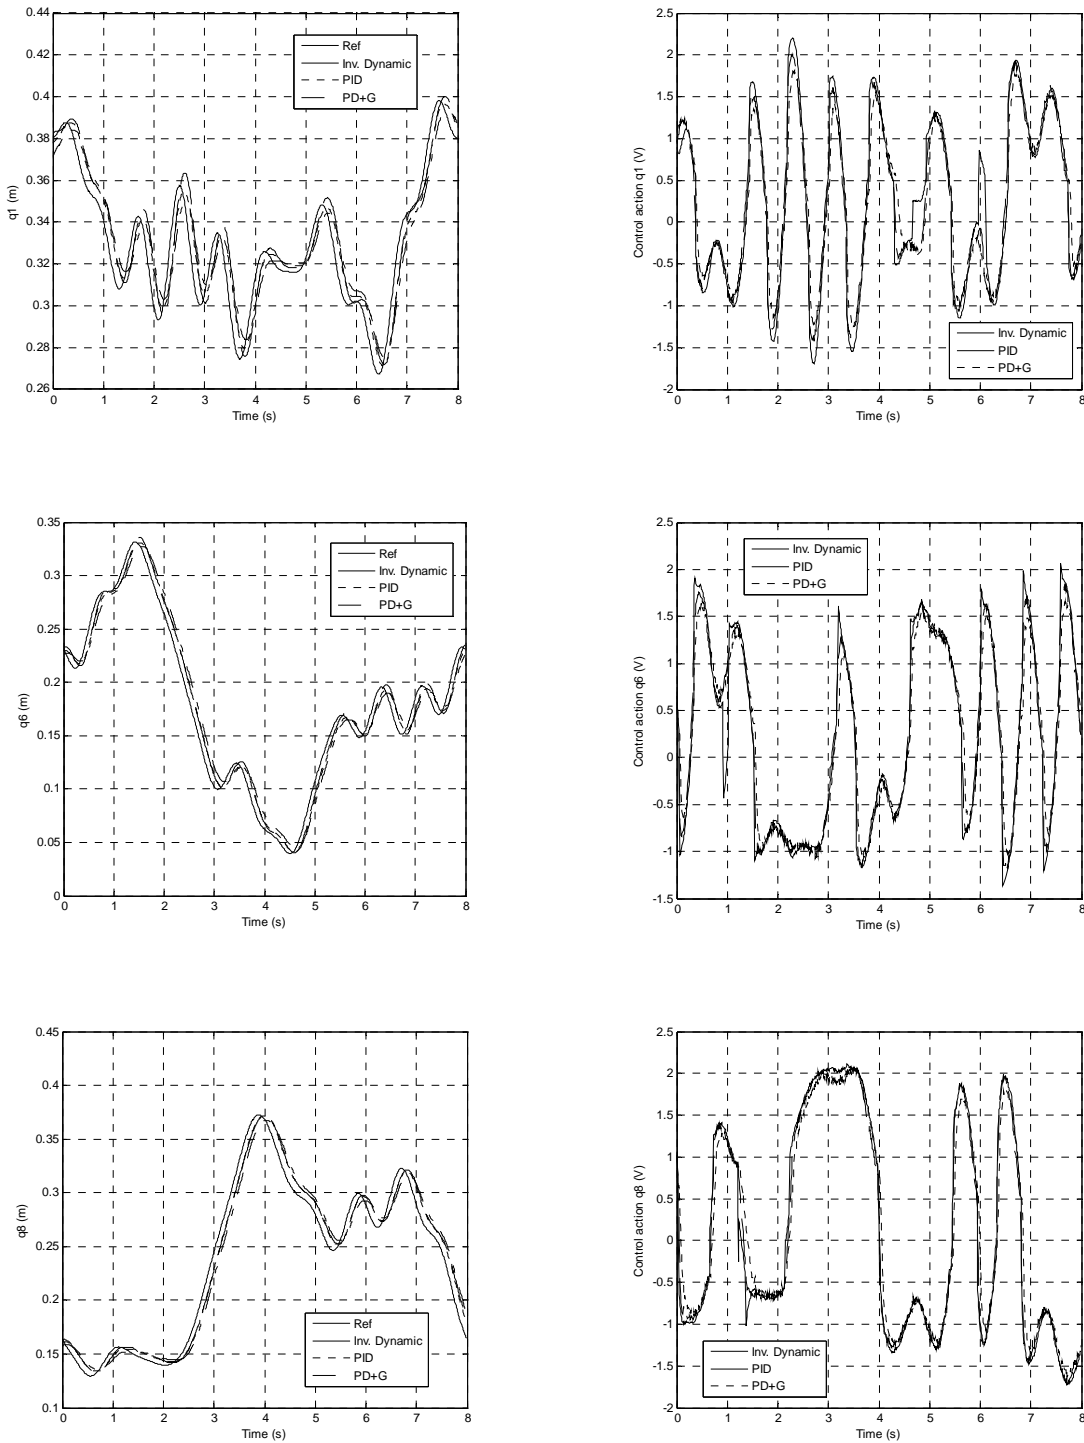 0.44
0.42
0.4
0.38
0.36
0.34
0.32
0.3
0.28
0.26
q1 (m)
Ref
Inv. Dynamic
PID
PD+G
0 1 2 3 4 5 6 7 8
Time (s)
2.5
2
1.5
1
0.5
0
-0.5
-1
-1.5
-2
Control action q1 (V)
Inv. Dynamic
PID
PD+G
0 1 2 3 4 5 6 7 8
Time (s)
0.35
0.3
0.25
0.2
0.15
0.1
0.05
0
q6 (m)
Ref
Inv. Dynamic
PID
PD+G
0 1 2 3 4 5 6 7 8
Time (s)
2.5
2
1.5
1
0.5
0
-0.5
-1
-1.5
Control action q6 (V)
Inv. Dynamic
PID
PD+G
0 1 2 3 4 5 6 7 8
Time (s)
0.45
0.4
0.35
0.3
0.25
0.2
0.15
0.1
q8 (m)
Ref
Inv. Dynamic
PID
PD+G
0 1 2 3 4 5 6 7 8
Time (s)
2.5
2
1.5
1
0.5
0
-0.5
-1
-1.5
-2
Control action q8 (V)
Inv. Dynamic
PID
PD+G
0 1 2 3 4 5 6 7 8
Time (s)